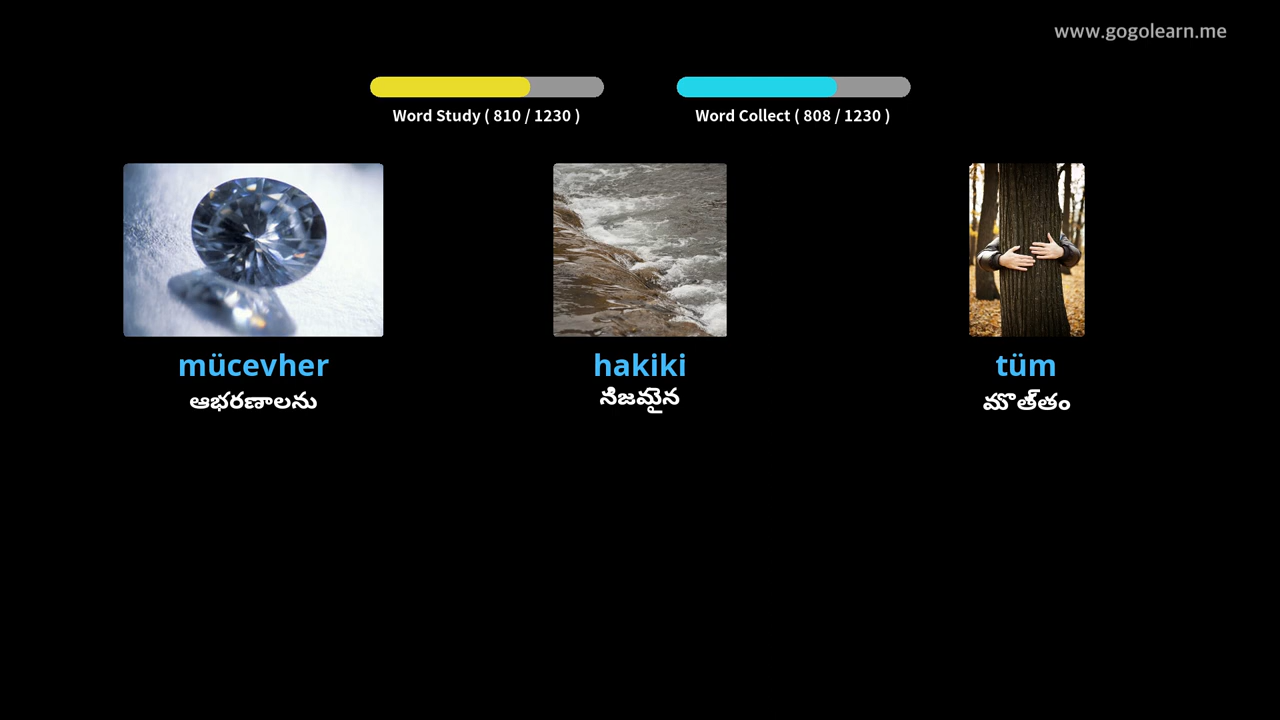 www.gogolearn.me
Word Study ( 810 / 1230 )
Word Collect ( 808 / 1230 )
mücevher
ఆభరణాలను
hakiki
నిజమైన
tüm
మొత్తం